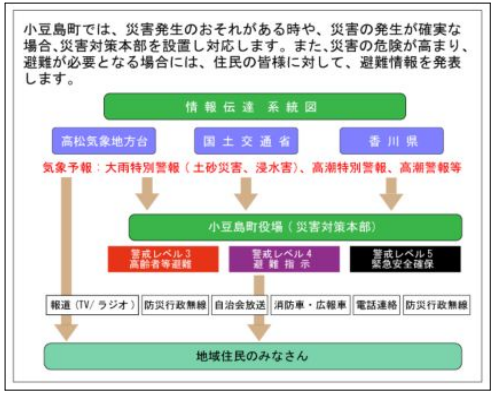 小豆島町では、災害発生のおそれがある時や、災害の発生が確実な
場合、災害対策本部を設置し対応します。また、災害の危険が高まり、
避難が必要となる場合には、住民の皆様に対して、避難情報を発表
します。
情報伝達 系統図
高松気象地方台
国土交通省
香川県
気象予報：大雨特別警報（土砂災害、浸水害）、高潮特別警報、高潮警報等
小豆島町役場（災害対策本部）
警戒レベル3
高齢者等避難
警戒レベル4
避難指示
警戒レベル5
緊急安全確保
報道（TV/ラジオ）
防災行政無線
自治会放送
消防車・広報車
電話連絡
防災行政無線
地域住民のみなさん